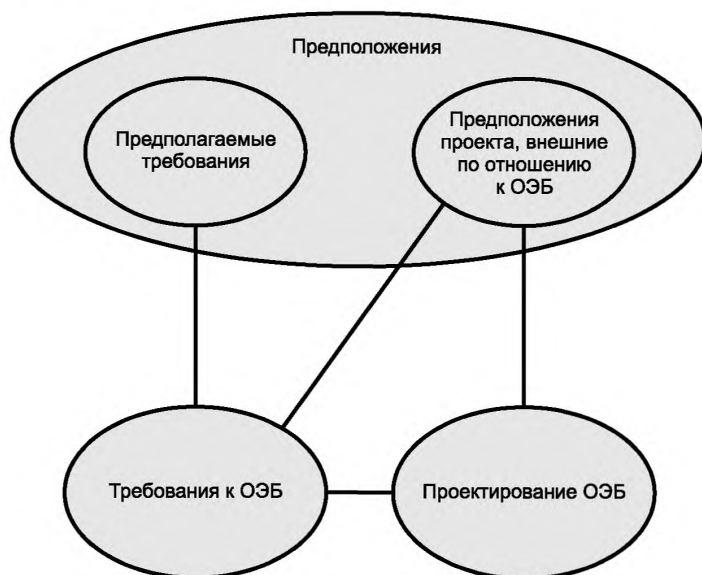 Предположения
Предполагаемые
требования
Предположения
проекта, внешние
по отношению
к ОЭБ
Требования к ОЭБ
Проектирование ОЭБ